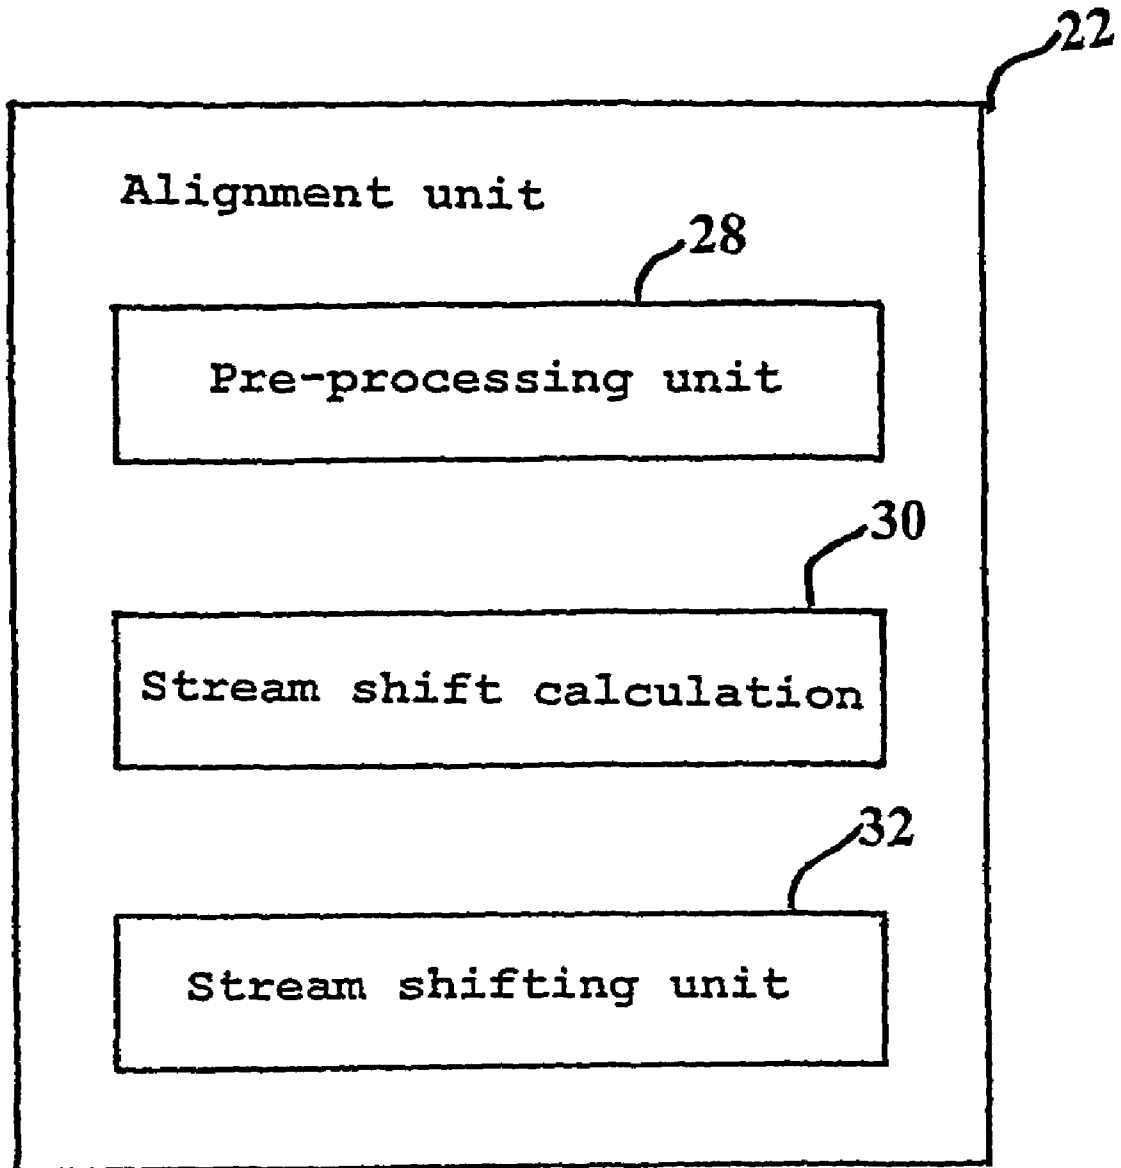 22
Alignment unit
28
Pre-processing unit
30
Stream shift calculation
32
Stream shifting unit